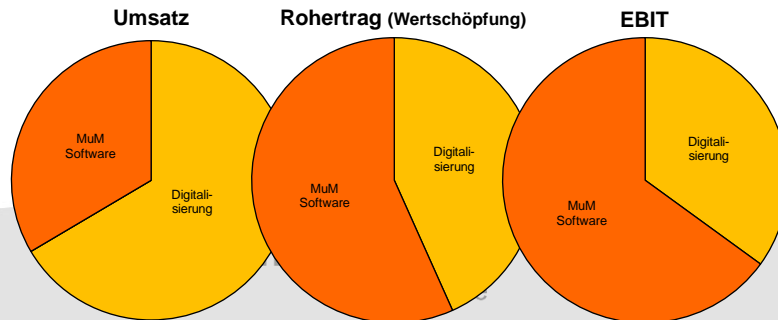 Umsatz
Rohertrag (Wertschöpfung)
EBIT
MuM
Software
Digitali-
sierung
MuM
Software
Digitali-
sierung
MuM
Software
Digitali-
sierung